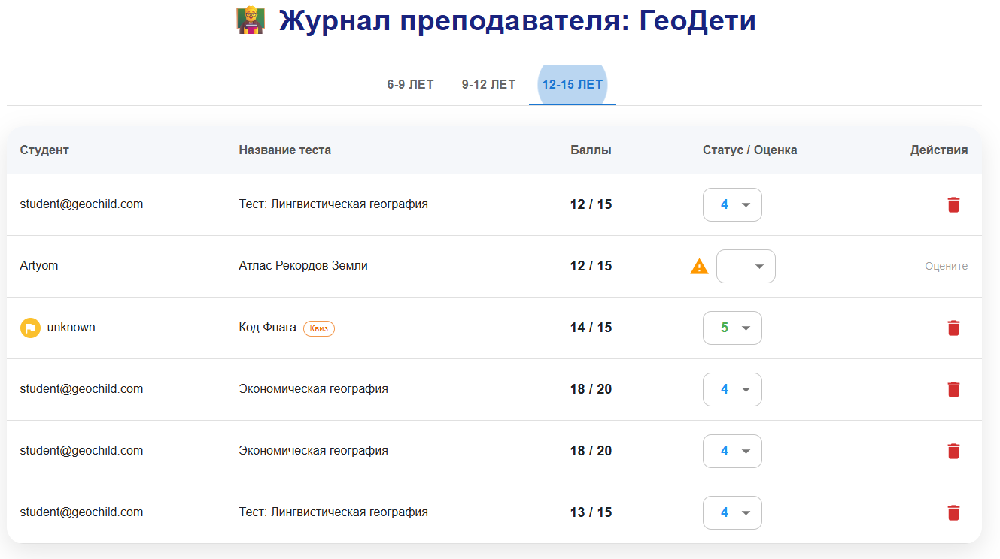 Журнал преподавателя: ГеоДети
6-9 ЛЕТ 9-12 ЛЕТ 12-15 ЛЕТ
Студент Название теста Баллы Статус / Оценка Действия
student@geochild.com Тест: Лингвистическая география 12 / 15 4
Artyom Атлас Рекордов Земли 12 / 15 Оцените
unknown Код Флага Квиз 14 / 15 5
student@geochild.com Экономическая география 18 / 20 4
student@geochild.com Экономическая география 18 / 20 4
student@geochild.com Тест: Лингвистическая география 13 / 15 4